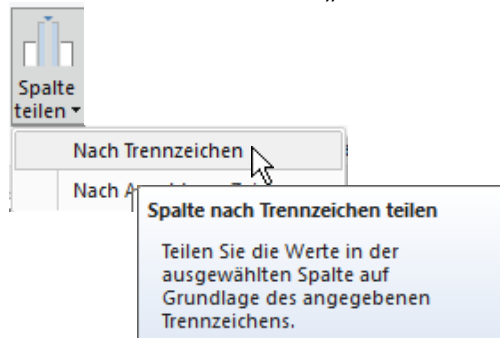 „
Spalte
teilen
Nach Trennzeichen
Nach
Spalte nach Trennzeichen teilen
Teilen Sie die Werte in der
ausgewählten Spalte auf
Grundlage des angegebenen
Trennzeichens.